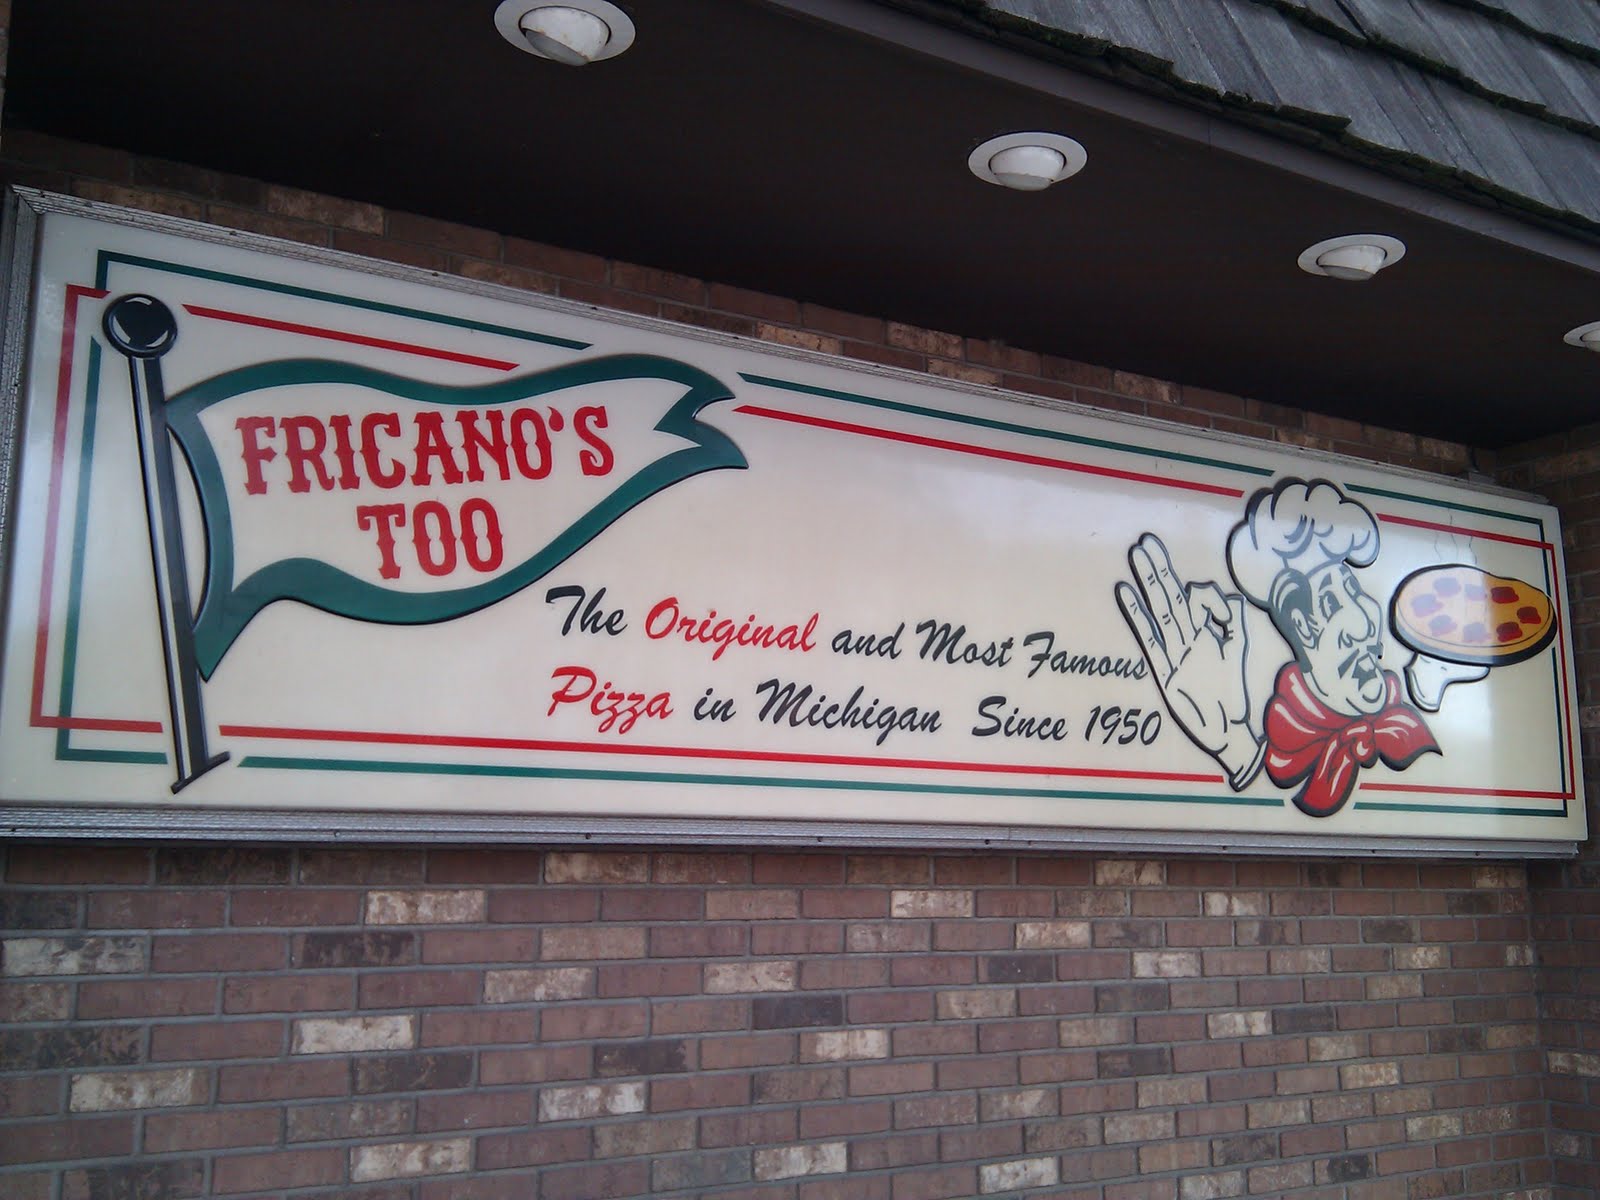 FRICANO'S
TOO
The Original and Most Famous
Pizza in Michigan Since 1950